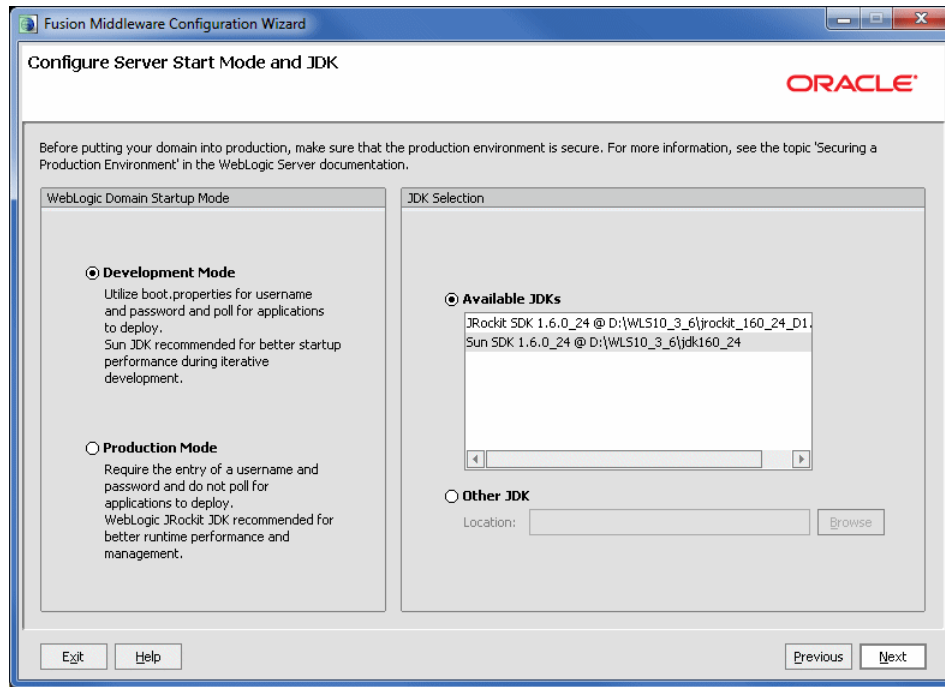 Fusion Middleware Configuration Wizard
Configure Server Start Mode and JDK
ORACLE
Before putting your domain into production, make sure that the production environment is secure. For more information, see the topic 'Securing a
Production Environment' in the WebLogic Server documentation.
WebLogic Domain Startup Mode
Development Mode
Utilize boot.properties for username
and password and poll for applications
to deploy.
Sun JDK recommended for better startup
performance during iterative
development.
Production Mode
Require the entry of a username and
password and do not poll for
applications to deploy.
WebLogic JRockit JDK recommended for
better runtime performance and
management.
JDK Selection
Available JDKs
JRockit SDK 1.6.0_24 @ D:\WLS10_3_6\jrockit_160_24_D1.
Sun SDK 1.6.0_24 @ D:\WLS10_3_6\jdk160_24
Other JDK
Location:
Browse
Exit
Help
Previous
Next